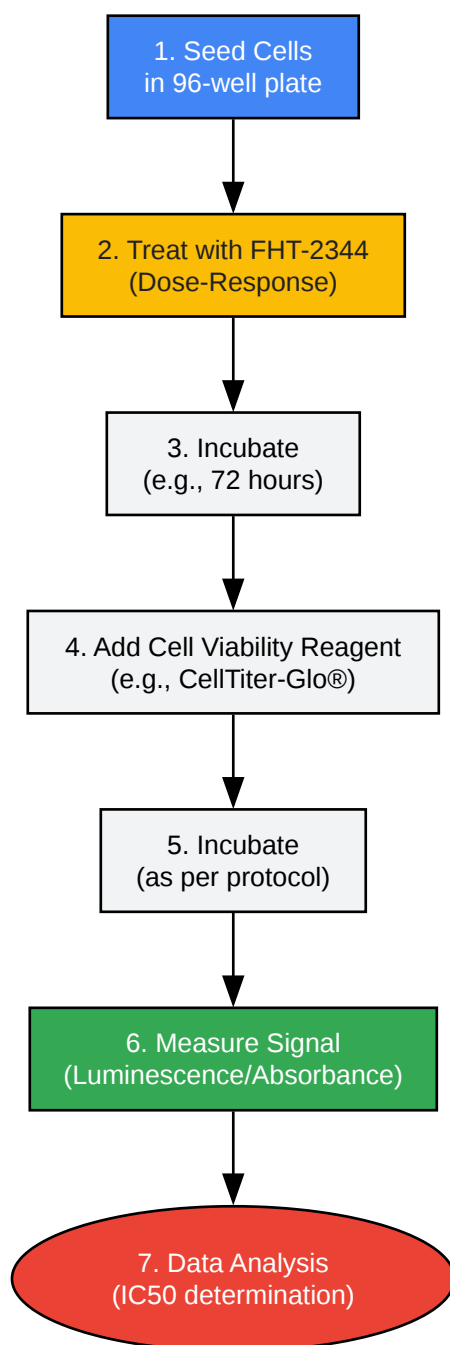 1. Seed Cells
in 96-well plate
2. Treat with FHT-2344
(Dose-Response)
3. Incubate
(e.g., 72 hours)
4. Add Cell Viability Reagent
(e.g., CellTiter-Glo®)
5. Incubate
(as per protocol)
6. Measure Signal
(Luminescence/Absorbance)
7. Data Analysis
(IC50 determination)